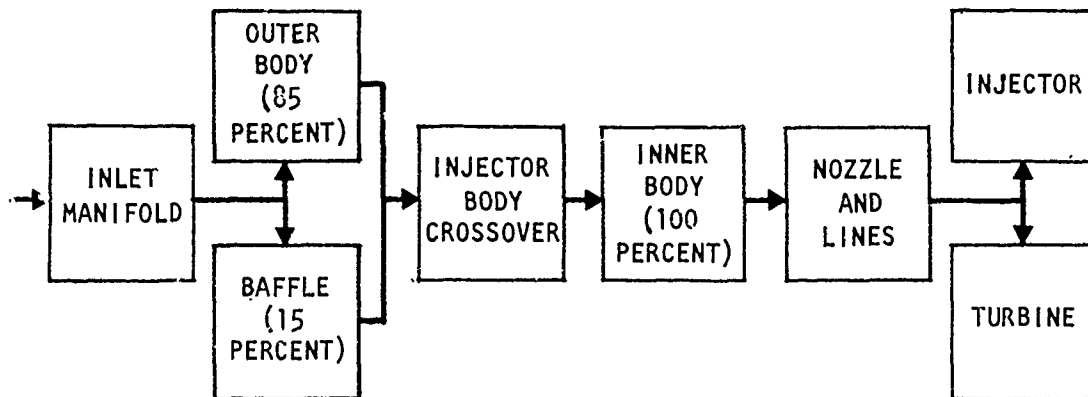 INLET
MANIFOLD
OUTER
BODY
(85
PERCENT)
BAFFLE
(15
PERCENT)
INJECTOR
BODY
CROSSOVER
INNER
BODY
(100
PERCENT)
NOZZLE
AND
LINES
INJECTOR
TURBINE